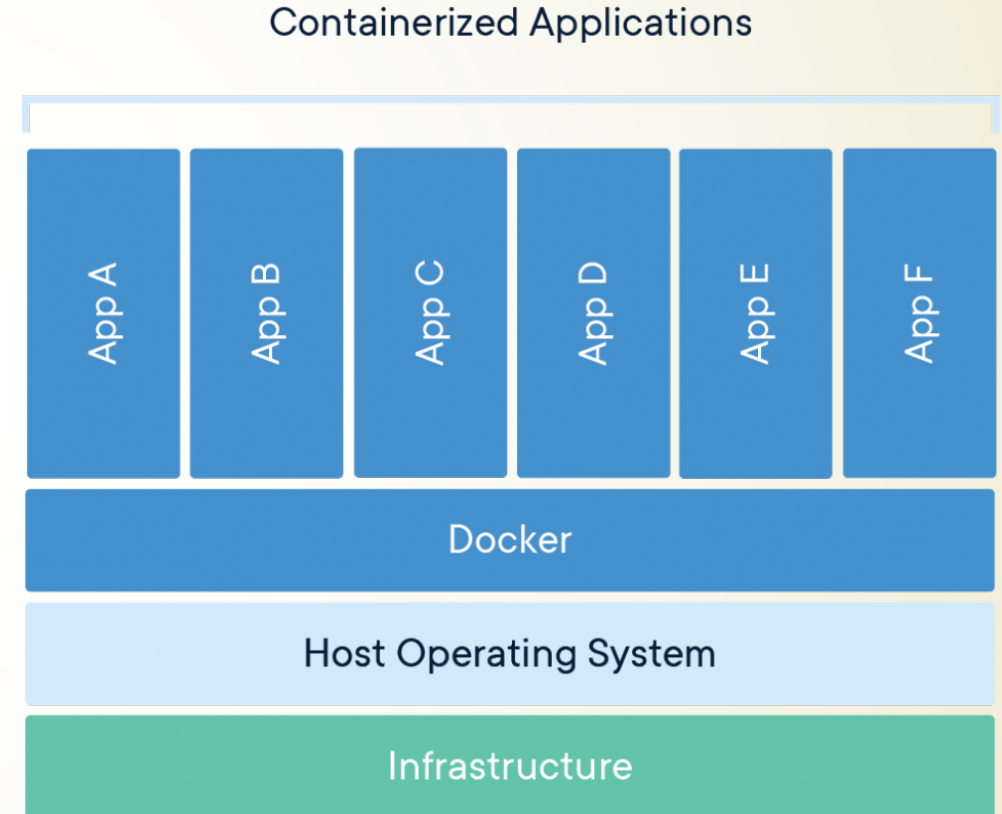 Containerized Applications
App A
App B
App C
App D
App E
App F
Docker
Host Operating System
Infrastructure